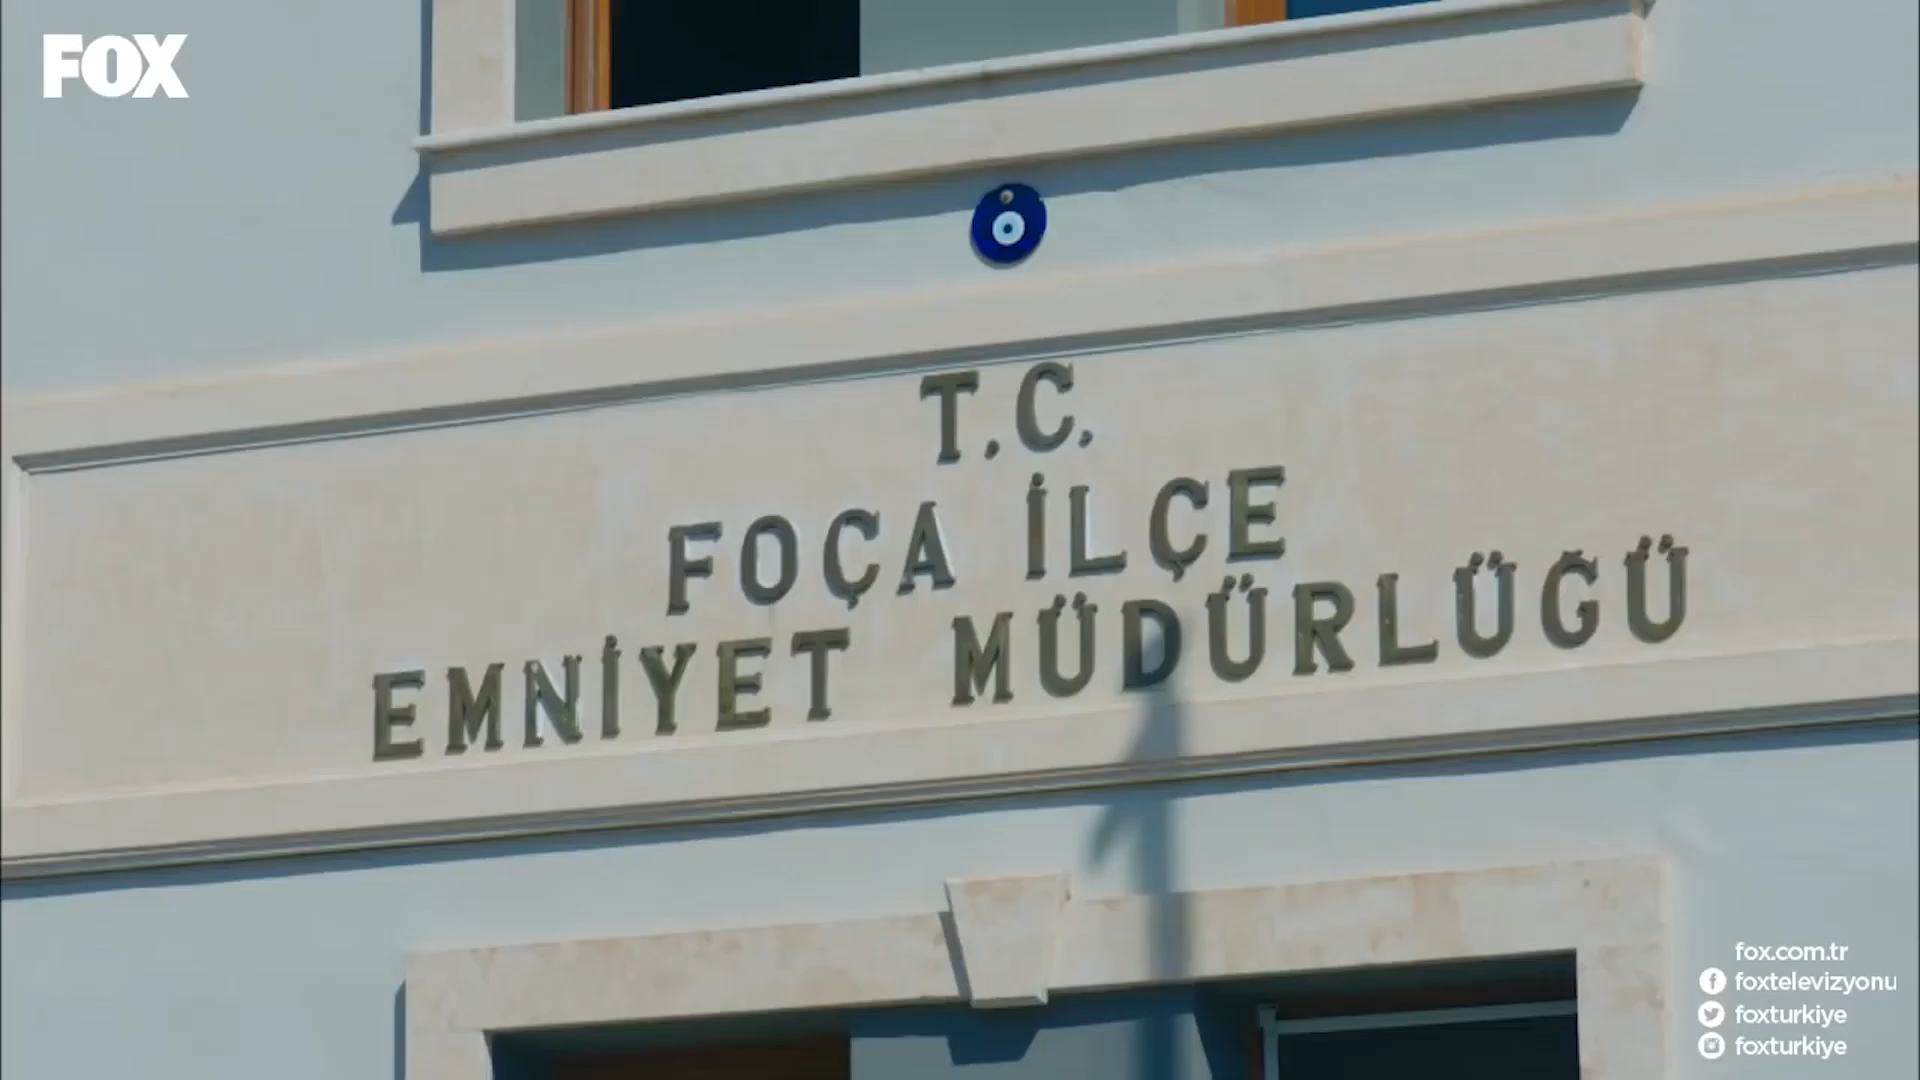 FOX
T.C.
FOÇA İLÇE
EMNİYET MÜDÜRLÜĞÜ
fox.com.tr
foxtelevizyonu
foxturkiye
foxturkiye